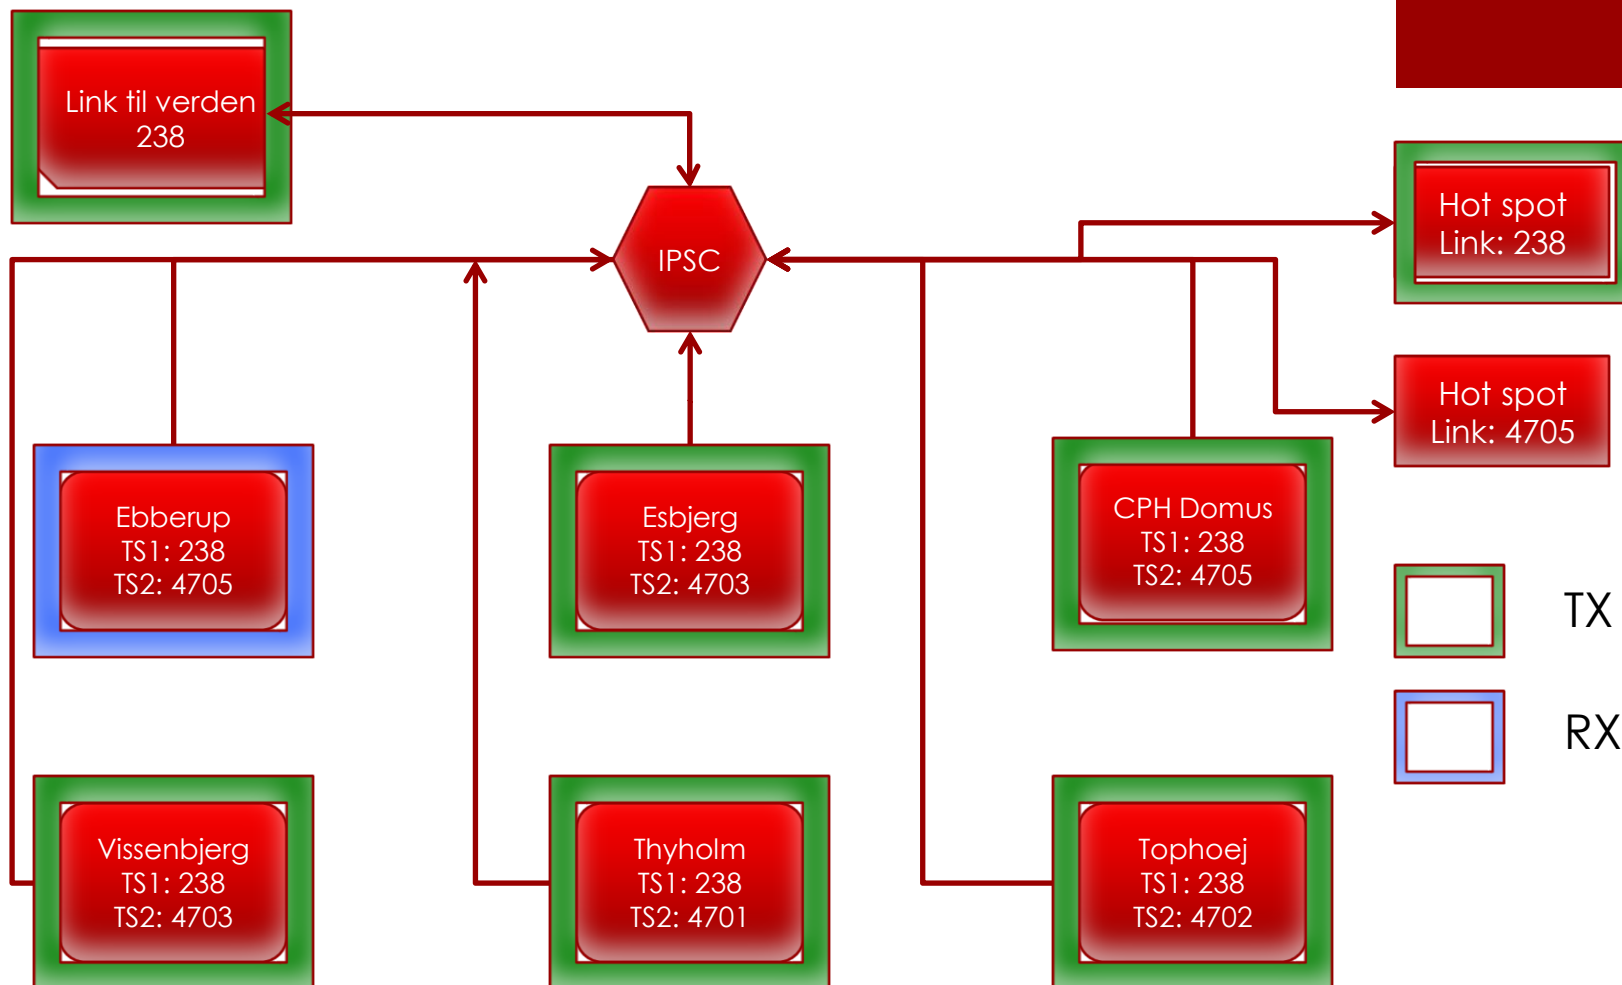 Link til verden
238
IPSC
Hot spot
Link: 238
Hot spot
Link: 4705
Ebberup
TS1: 238
TS2: 4705
Esbjerg
TS1: 238
TS2: 4703
CPH Domus
TS1: 238
TS2: 4705
TX
RX
Vissenbjerg
TS1: 238
TS2: 4703
Thyholm
TS1: 238
TS2: 4701
Tophoej
TS1: 238
TS2: 4702